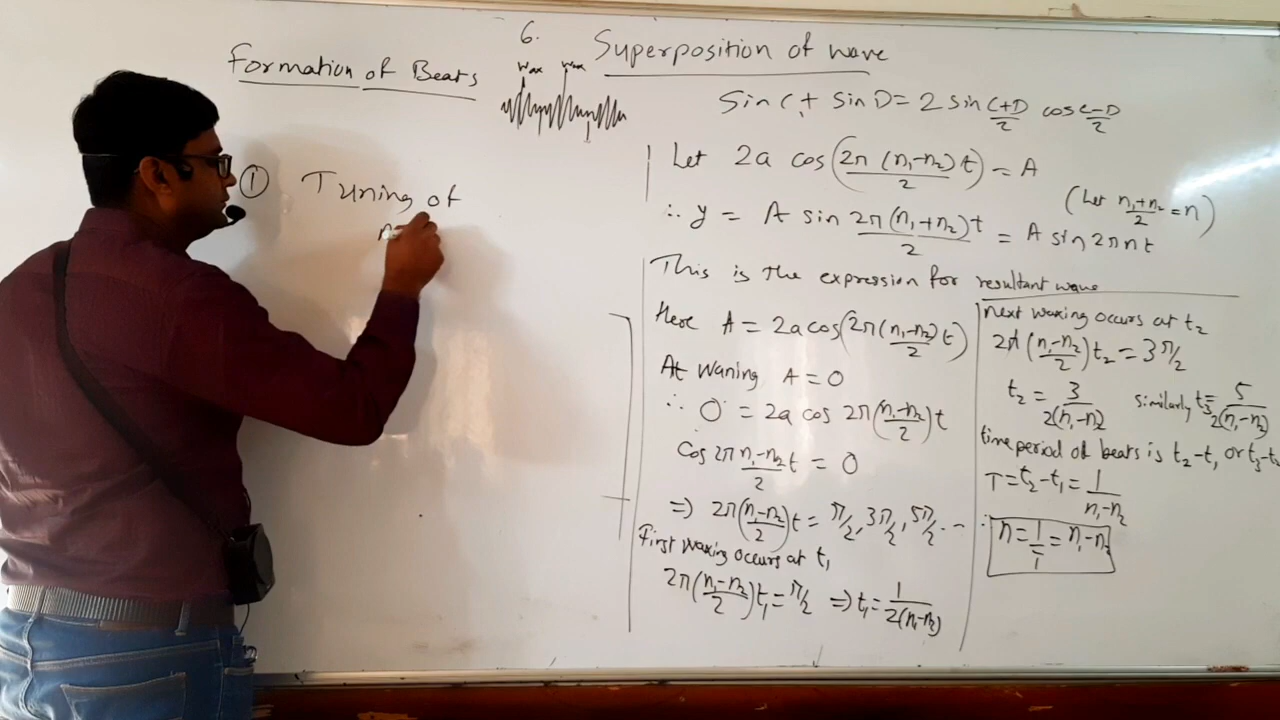 6.
Superposition of wave
Formation of Beats
Wax Wax
Sin C + Sin D = 2 sin (C+D)/2 cos (C-D)/2
① Tuning of
Let 2a cos(2π (n₁-n₂)/2 t) = A
(Let (n₁+n₂)/2 = n)
∴ y = A sin 2π(n₁+n₂)/2 t = A sin 2πnt
This is the expression for resultant wave
Here A = 2a cos(2π(n₁-n₂)/2 t)
At waning A = 0
∴ 0 = 2a cos 2π((n₁-n₂)/2)t
Cos 2π (n₁-n₂)/2 t = 0
=> 2π((n₁-n₂)/2)t = π/2, 3π/2, 5π/2 ---
First waxing occurs at t₁
2π((n₁-n₂)/2)t₁ = π/2 => t₁ = 1/2(n₁-n₂)
next waxing occurs at t₂
2π((n₁-n₂)/2)t₂ = 3π/2
t₂ = 3/2(n₁-n₂) similarly t₃ = 5/2(n₁-n₂)
time period of beats is t₂-t₁ or t₃-t₂
T = t₂-t₁ = 1/n₁-n₂
∴ n = 1/T = n₁-n₂